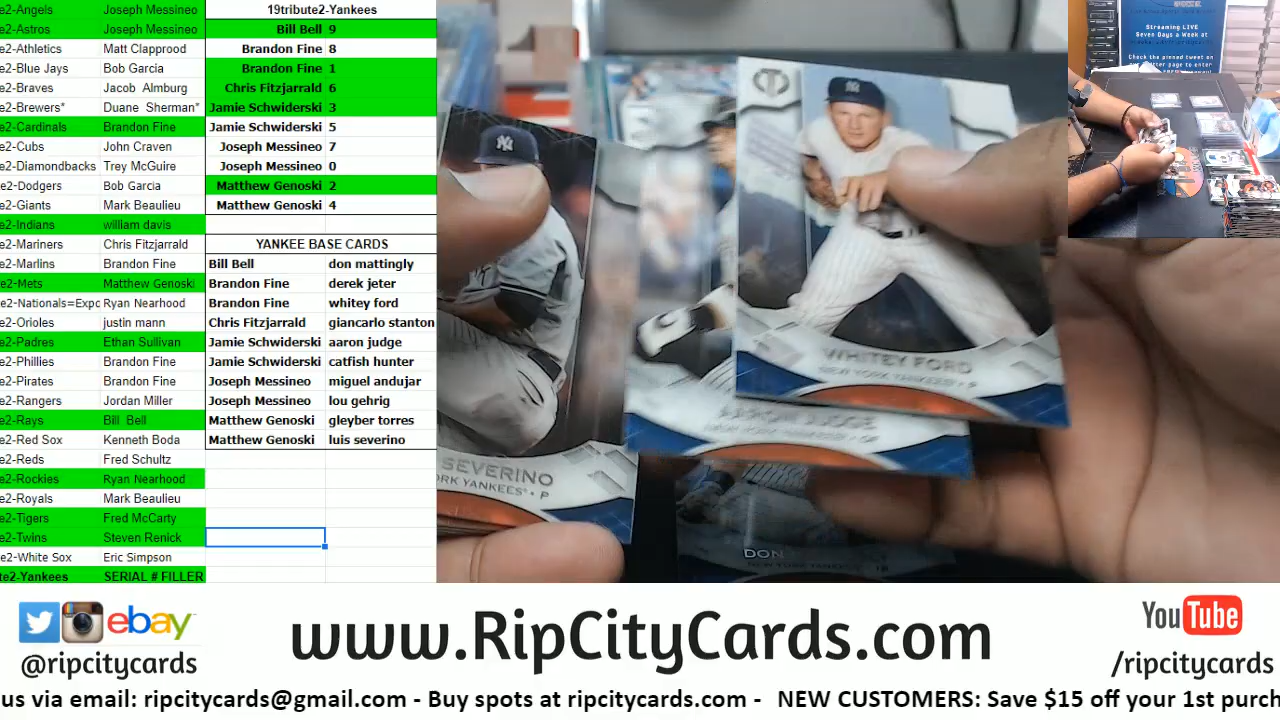 e2-Angels Joseph Messineo
e2-Astros Joseph Messineo
e2-Athletics Matt Clapprood
e2-Blue Jays Bob Garcia
e2-Braves Jacob Almburg
e2-Brewers* Duane Sherman*
e2-Cardinals Brandon Fine
e2-Cubs John Craven
e2-Diamondbacks Trey McGuire
e2-Dodgers Bob Garcia
e2-Giants Mark Beaulieu
e2-Indians william davis
e2-Mariners Chris Fitzjarrald
e2-Marlins Brandon Fine
e2-Mets Matthew Genoski
e2-Nationals=Expo Ryan Nearhood
e2-Orioles justin mann
e2-Padres Ethan Sullivan
e2-Phillies Brandon Fine
e2-Pirates Brandon Fine
e2-Rangers Jordan Miller
e2-Rays Bill Bell
e2-Red Sox Kenneth Boda
e2-Reds Fred Schultz
e2-Rockies Ryan Nearhood
e2-Royals Mark Beaulieu
e2-Tigers Fred McCarty
e2-Twins Steven Renick
e2-White Sox Eric Simpson
te2-Yankees SERIAL # FILLER
19tribute2-Yankees
Bill Bell 9
Brandon Fine 8
Brandon Fine 1
Chris Fitzjarrald 6
Jamie Schwiderski 3
Jamie Schwiderski 5
Joseph Messineo 7
Joseph Messineo 0
Matthew Genoski 2
Matthew Genoski 4
YANKEE BASE CARDS
Bill Bell don mattingly
Brandon Fine derek jeter
Brandon Fine whitey ford
Chris Fitzjarrald giancarlo stanton
Jamie Schwiderski aaron judge
Jamie Schwiderski catfish hunter
Joseph Messineo miguel andujar
Joseph Messineo lou gehrig
Matthew Genoski gleyber torres
Matthew Genoski luis severino
WHITEY FORD
NEW YORK YANKEES • P
SEVERINO
ORK YANKEES • P
DON
Streaming LIVE
Seven Days a Week at
Check the pinned tweet on
www.RipCityCards.com
ebay
@ripcitycards
YouTube
/ripcitycards
us via email: ripcitycards@gmail.com - Buy spots at ripcitycards.com - NEW CUSTOMERS: Save $15 off your 1st purch